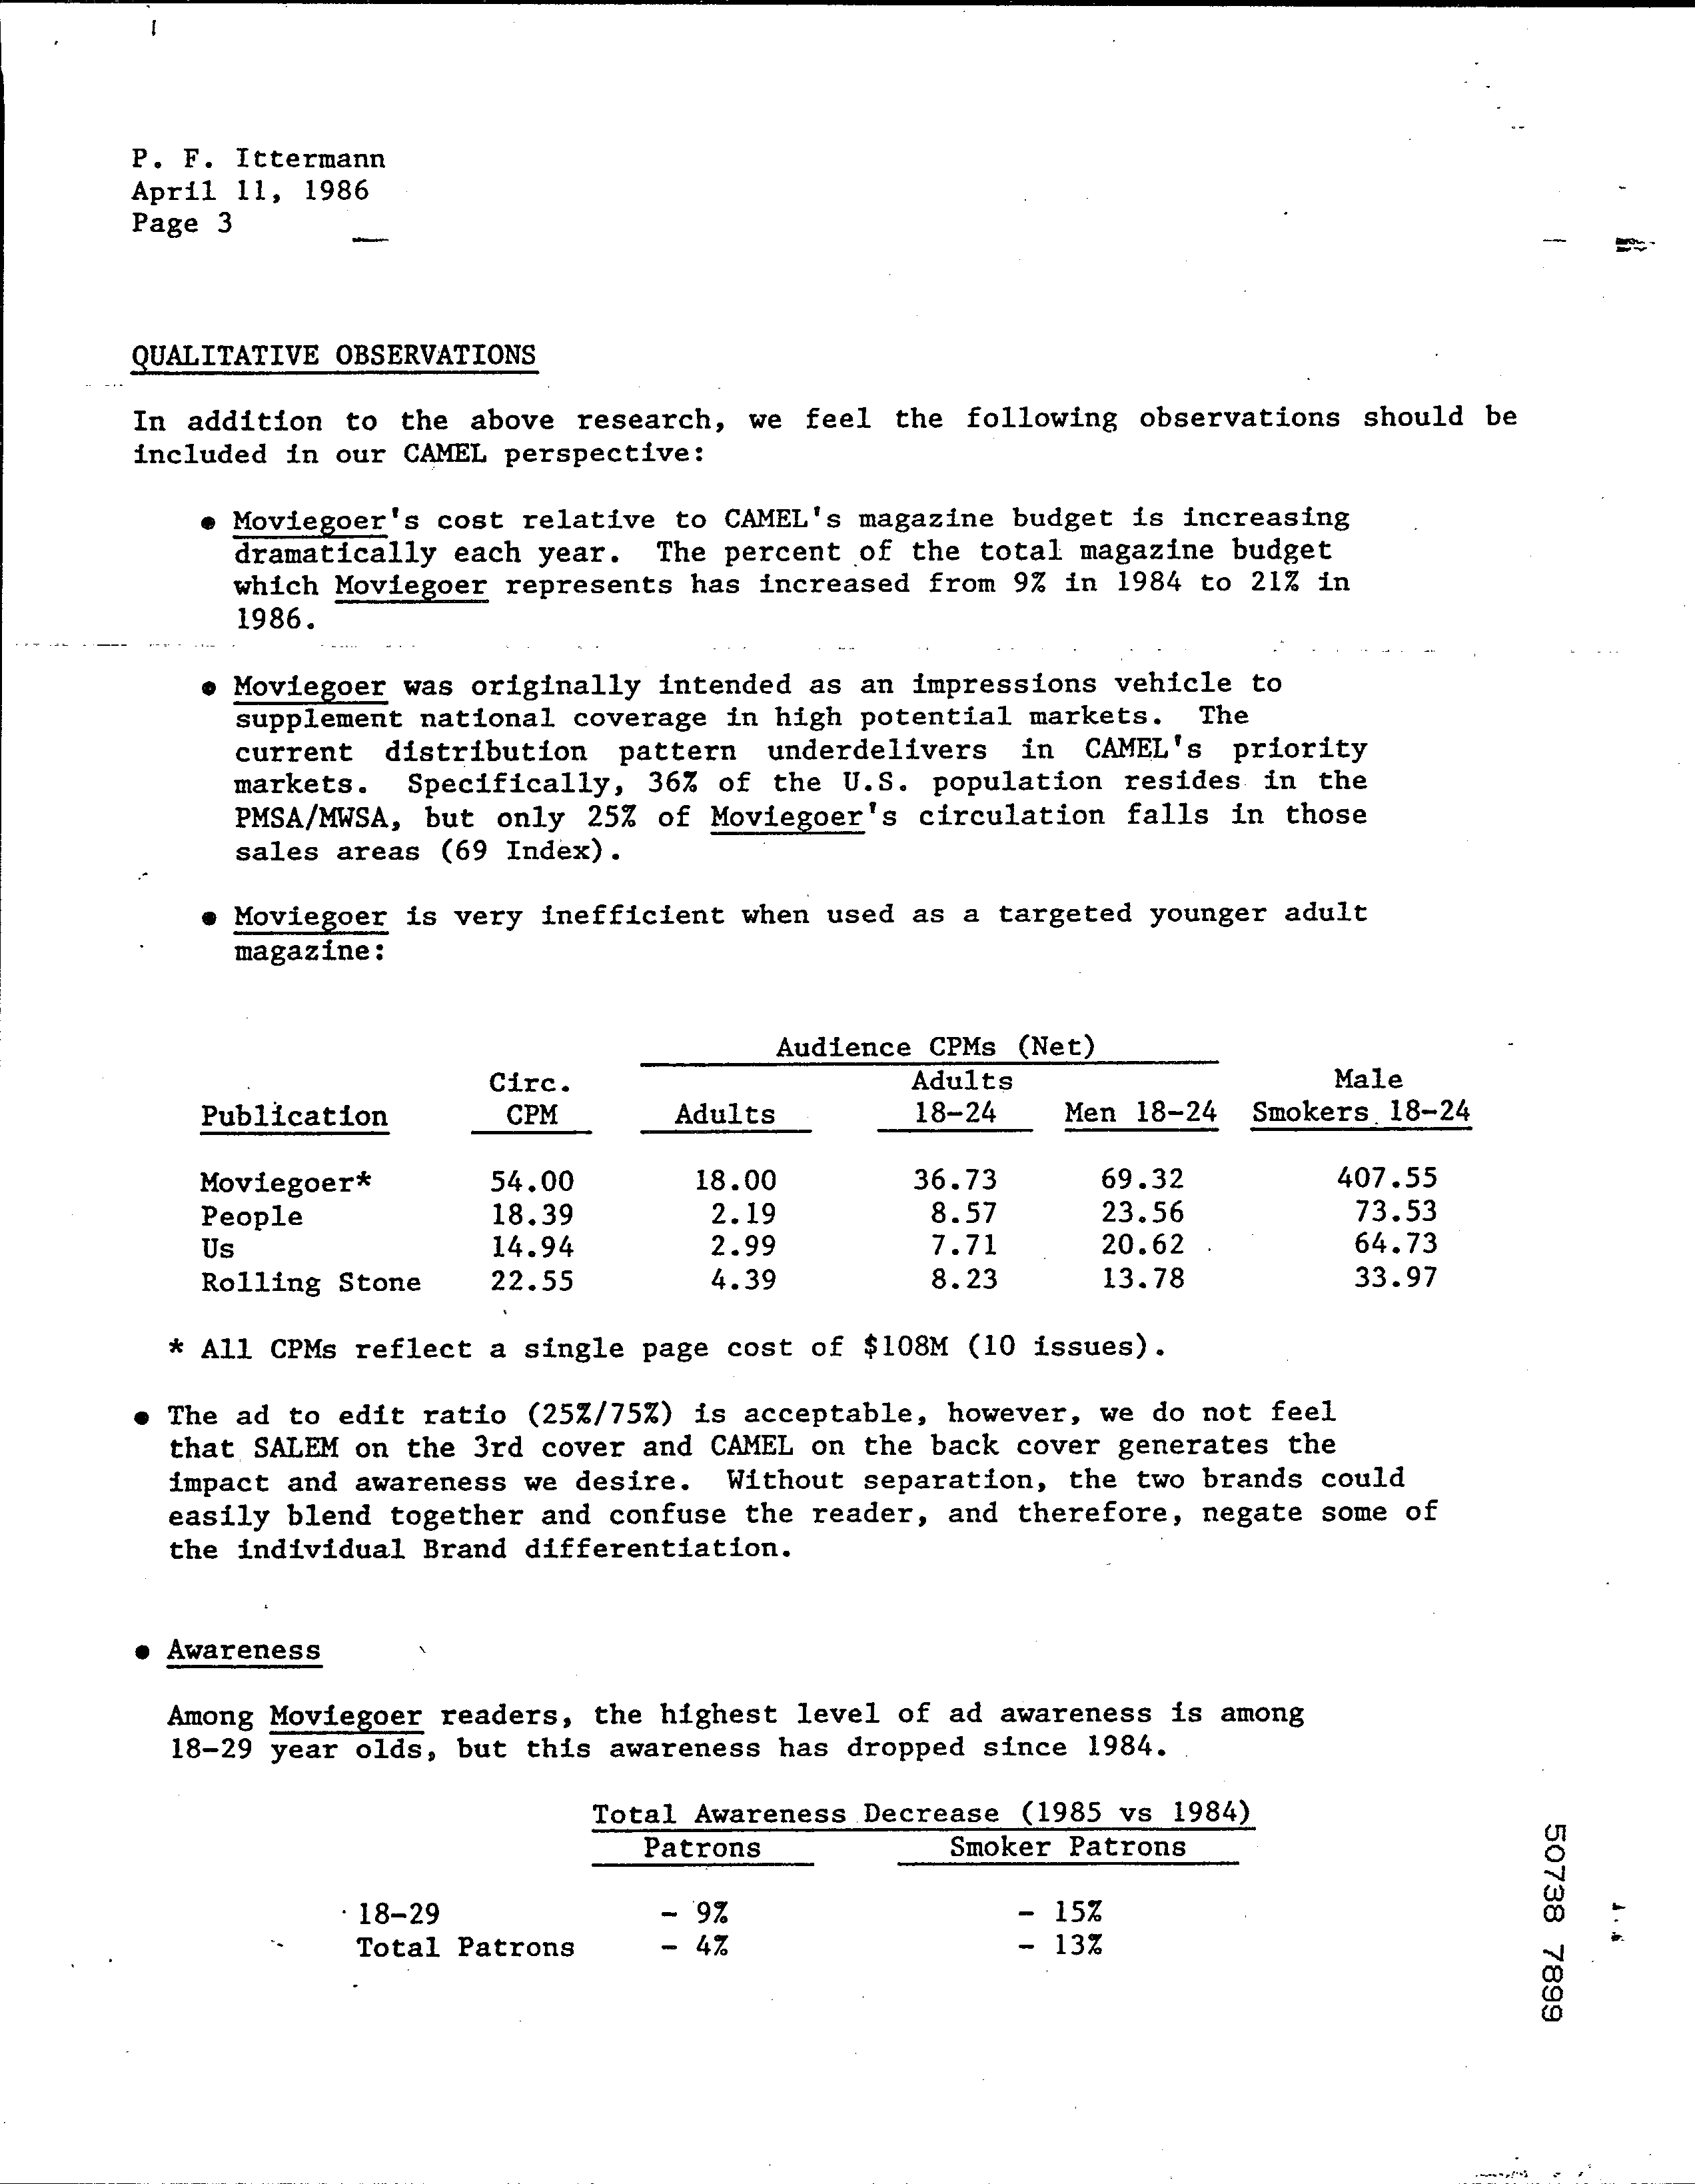 P. F. Ittermann
April 11, 1986
Page 3
QUALITATIVE OBSERVATIONS
In addition to the above research, we feel the following observations should be
included in our CAMEL perspective:
● Moviegoer's cost relative to CAMEL's magazine budget is increasing
dramatically each year. The percent of the total magazine budget
which Moviegoer represents has increased from 9% in 1984 to 21% in
1986.
● Moviegoer was originally intended as an impressions vehicle to
supplement national coverage in high potential markets. The
current distribution pattern underdelivers in CAMEL's priority
markets. Specifically, 36% of the U.S. population resides in the
PMSA/MWSA, but only 25% of Moviegoer's circulation falls in those
sales areas (69 Index).
● Moviegoer is very inefficient when used as a targeted younger adult
magazine:
Audience CPMs (Net)
Circ. Adults Male
Publication CPM Adults 18-24 Men 18-24 Smokers 18-24
Moviegoer* 54.00 18.00 36.73 69.32 407.55
People 18.39 2.19 8.57 23.56 73.53
Us 14.94 2.99 7.71 20.62 64.73
Rolling Stone 22.55 4.39 8.23 13.78 33.97
* All CPMs reflect a single page cost of $108M (10 issues).
● The ad to edit ratio (25%/75%) is acceptable, however, we do not feel
that SALEM on the 3rd cover and CAMEL on the back cover generates the
impact and awareness we desire. Without separation, the two brands could
easily blend together and confuse the reader, and therefore, negate some of
the individual Brand differentiation.
● Awareness
Among Moviegoer readers, the highest level of ad awareness is among
18-29 year olds, but this awareness has dropped since 1984.
Total Awareness Decrease (1985 vs 1984)
Patrons Smoker Patrons
18-29 - 9% - 15%
Total Patrons - 4% - 13%
50738 7899